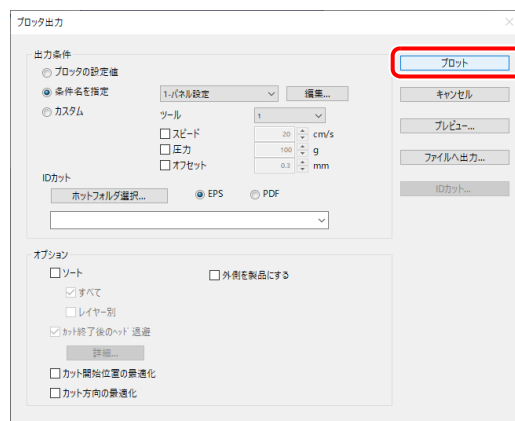 プロッタ出力
出力条件
プロッタの設定値
条件名を指定
1-パネル設定
編集...
カスタム
ツール
1
スピード
20
cm/s
圧力
100
g
オフセット
0.3
mm
IDカット
ホットフォルダ選択...
EPS
PDF
オプション
ソート
外側を製品にする
すべて
レイヤー別
カット終了後のヘッド退避
詳細...
カット開始位置の最適化
カット方向の最適化
プロット
キャンセル
プレビュー...
ファイルへ出力...
IDカット...